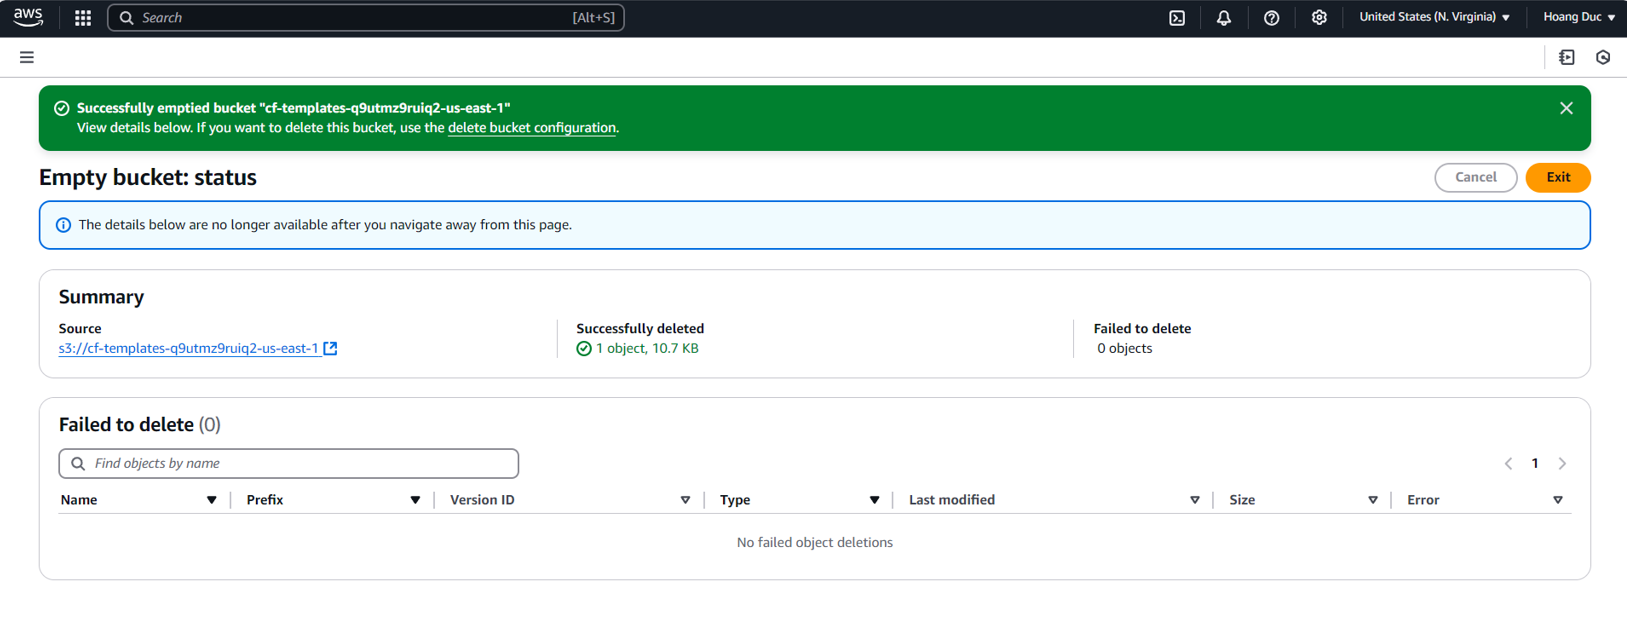 aws
Search [Alt+S] United States (N. Virginia) Hoang Duc
Successfully emptied bucket "cf-templates-q9utmz9ruiq2-us-east-1"
View details below. If you want to delete this bucket, use the delete bucket configuration.
Empty bucket: status
Cancel Exit
The details below are no longer available after you navigate away from this page.
Summary
Source Successfully deleted Failed to delete
s3://cf-templates-q9utmz9ruiq2-us-east-1 1 object, 10.7 KB 0 objects
Failed to delete (0)
Find objects by name 1
Name Prefix Version ID Type Last modified Size Error
No failed object deletions